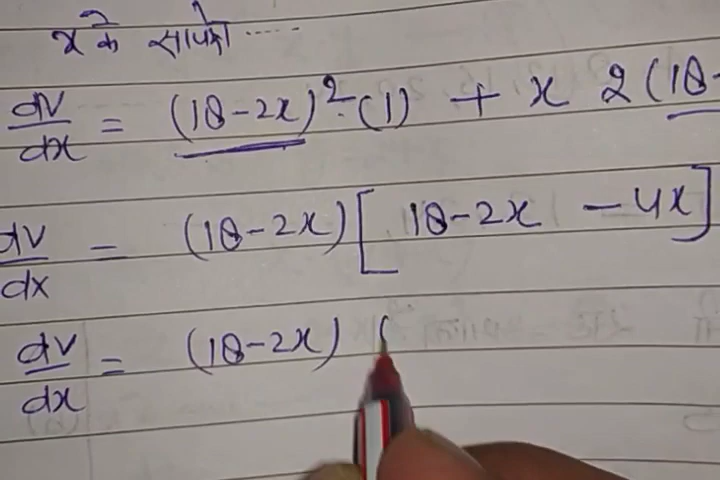 x के सापेक्ष .....
dV/dx = (18-2x)².(1) + x 2(18-
dV/dx = (18-2x)[18-2x -4x]
dV/dx = (18-2x) (